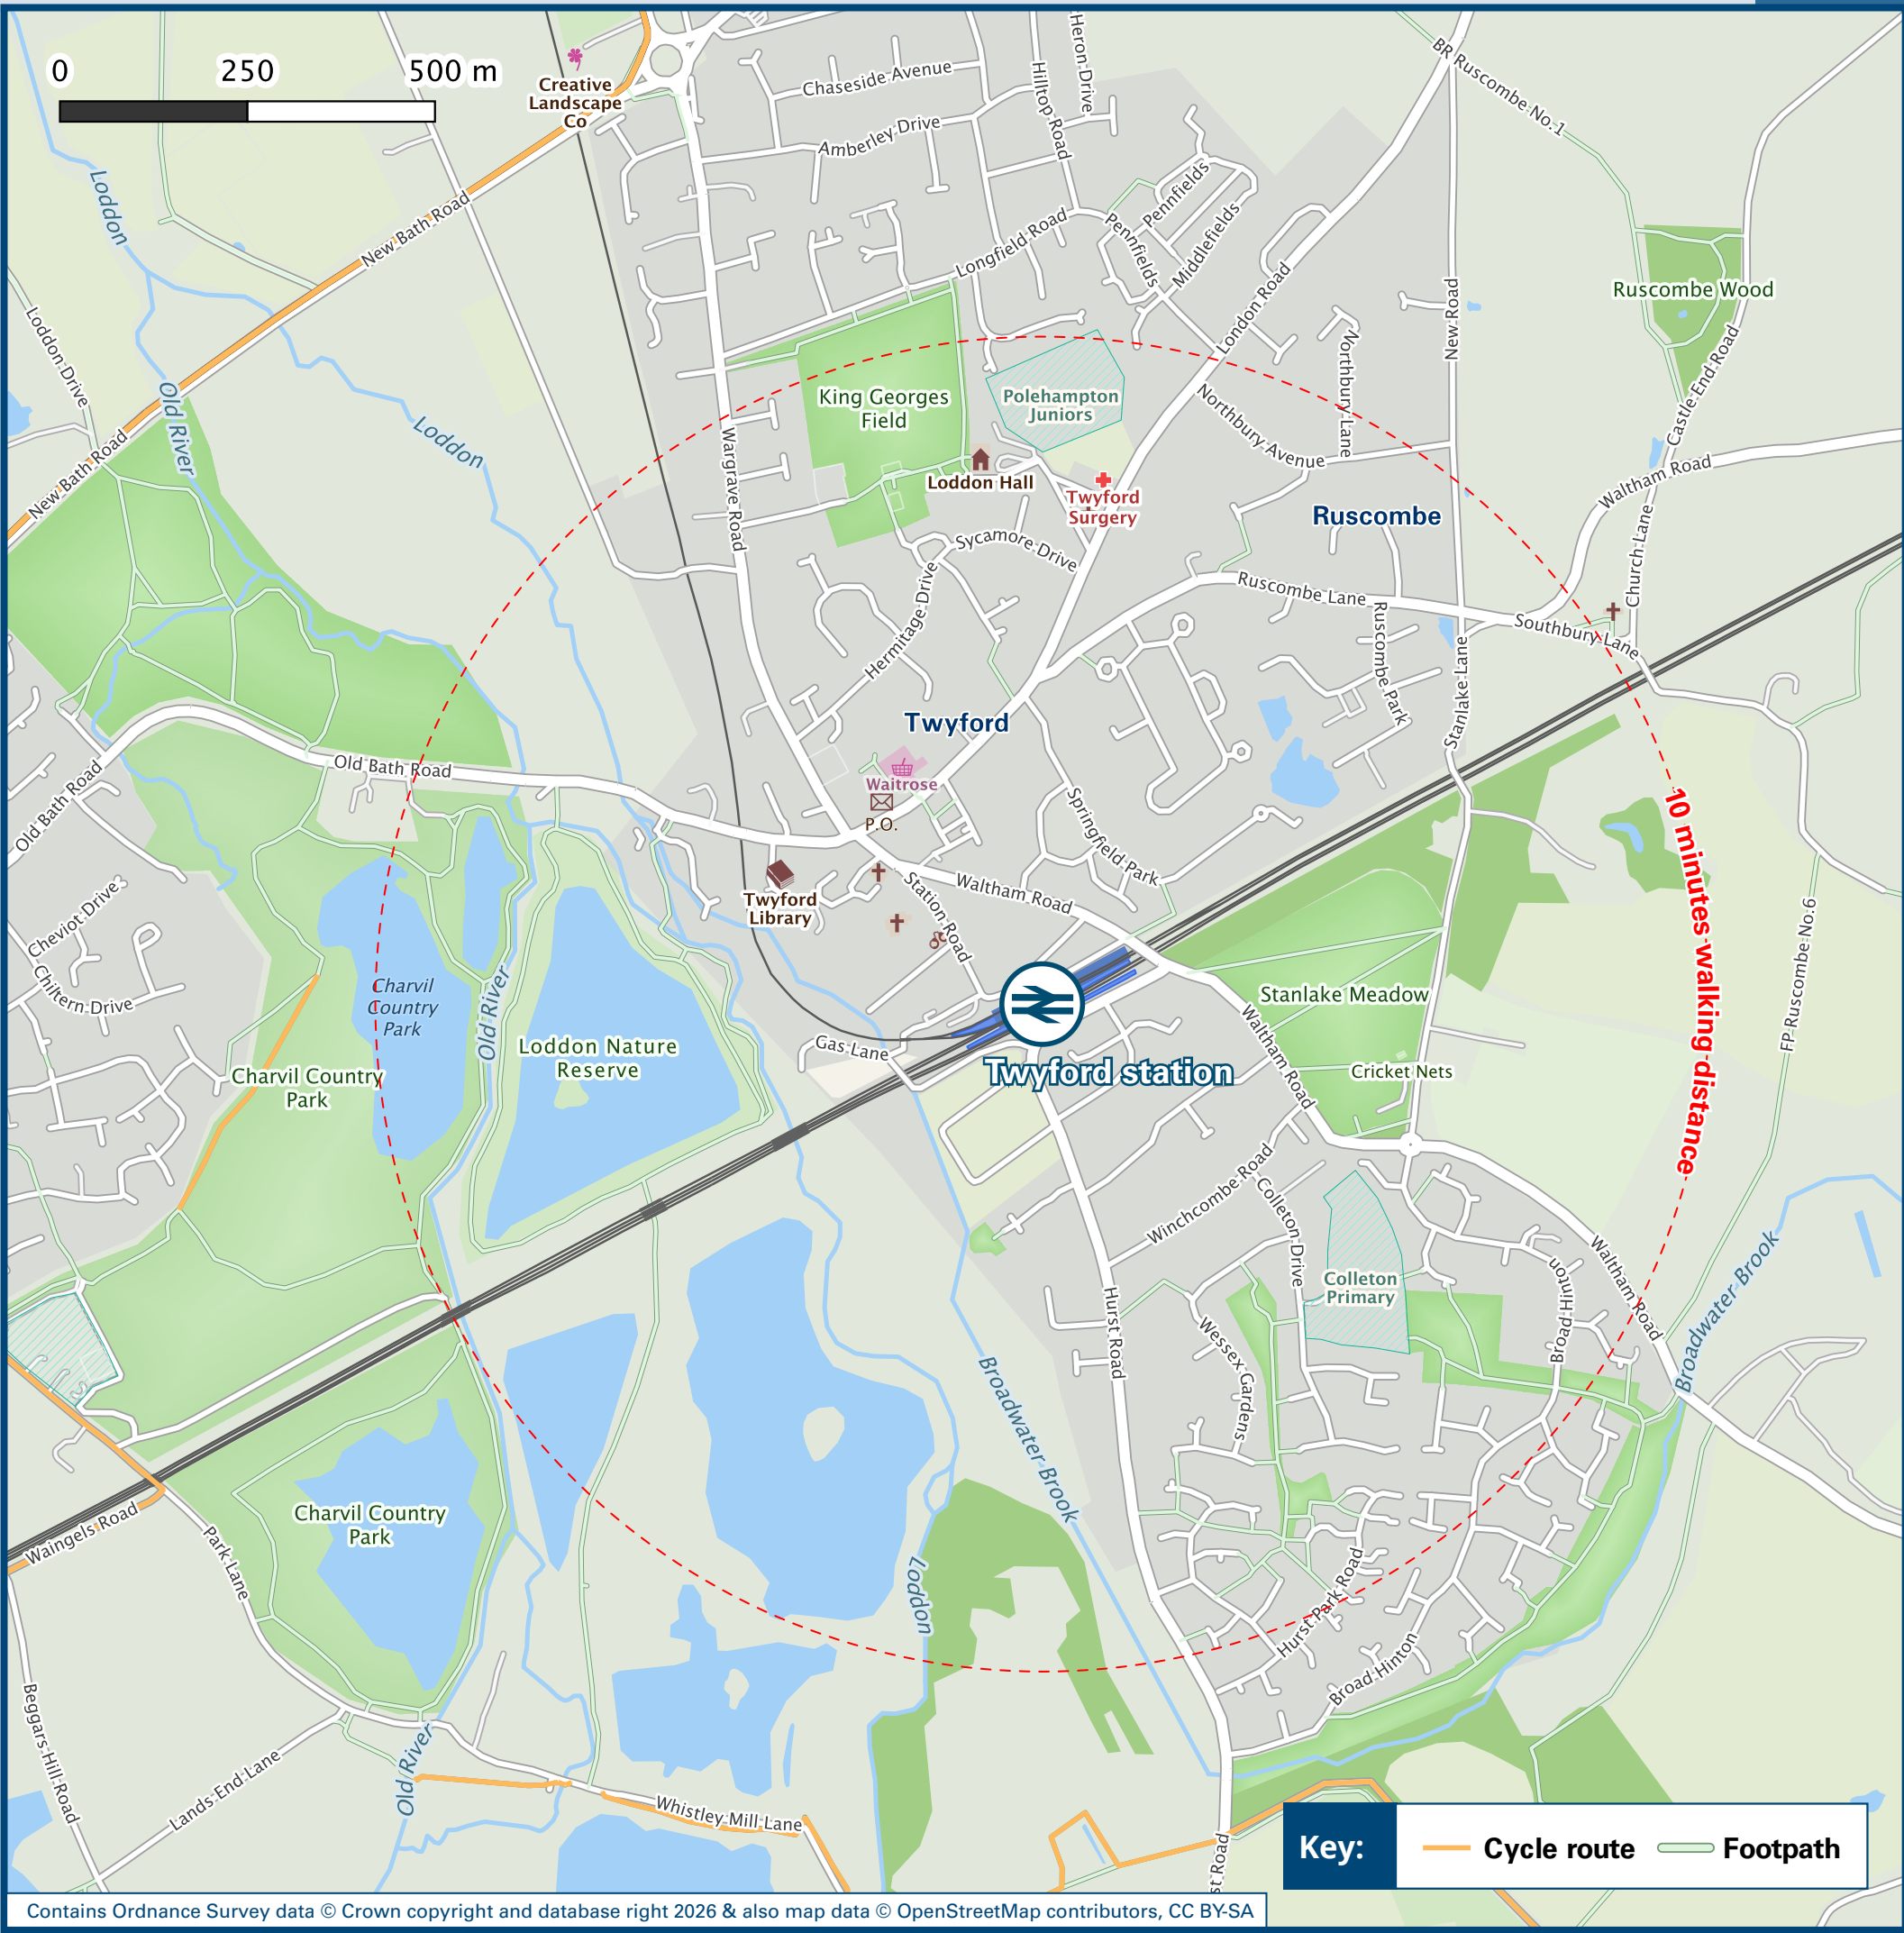 0 250 500 m
Creative
Landscape
Co
Chaseside Avenue
Heron Drive
Hilltop Road
BR Ruscombe No.1
Amberley Drive
Loddon
New Bath Road
Pennfields
Pennfields
Middlefields
Longfield Road
London Road
New Road
Ruscombe Wood
Loddon Drive
Old River
Loddon
Northbury Lane
Castle End Road
King Georges
Field
Polehampton
Juniors
Northbury Avenue
New Bath Road
Wargrave Road
Loddon Hall
Twyford
Surgery
Waltham Road
Ruscombe
Sycamore Drive
Church Lane
Hermitage Drive
Ruscombe Lane
Southbury Lane
Ruscombe Park
Stanlake Lane
Twyford
Old Bath Road
Old Bath Road
Waitrose
P.O.
Springfield Park
10 minutes walking distance
Twyford
Library
Station Road
Waltham Road
Cheviot Drive
Chiltern Drive
Charvil
Country
Park
Old River
Stanlake Meadow
FP Ruscombe No.6
Loddon Nature
Reserve
Gas Lane
Twyford station
Waltham Road
Cricket Nets
Charvil Country
Park
Winchcombe Road
Colleton Drive
Colleton
Primary
Waltham Road
Broad Hinton
Broadwater Brook
Hurst Road
Wessex Gardens
Broadwater Brook
Charvil Country
Park
Waingels Road
Park Lane
Loddon
Hurst Park Road
Broad Hinton
Beggars Hill Road
Old River
Lands End Lane
Whistley Mill Lane
st Road
Key: Cycle route Footpath
Contains Ordnance Survey data © Crown copyright and database right 2026 & also map data © OpenStreetMap contributors, CC BY-SA